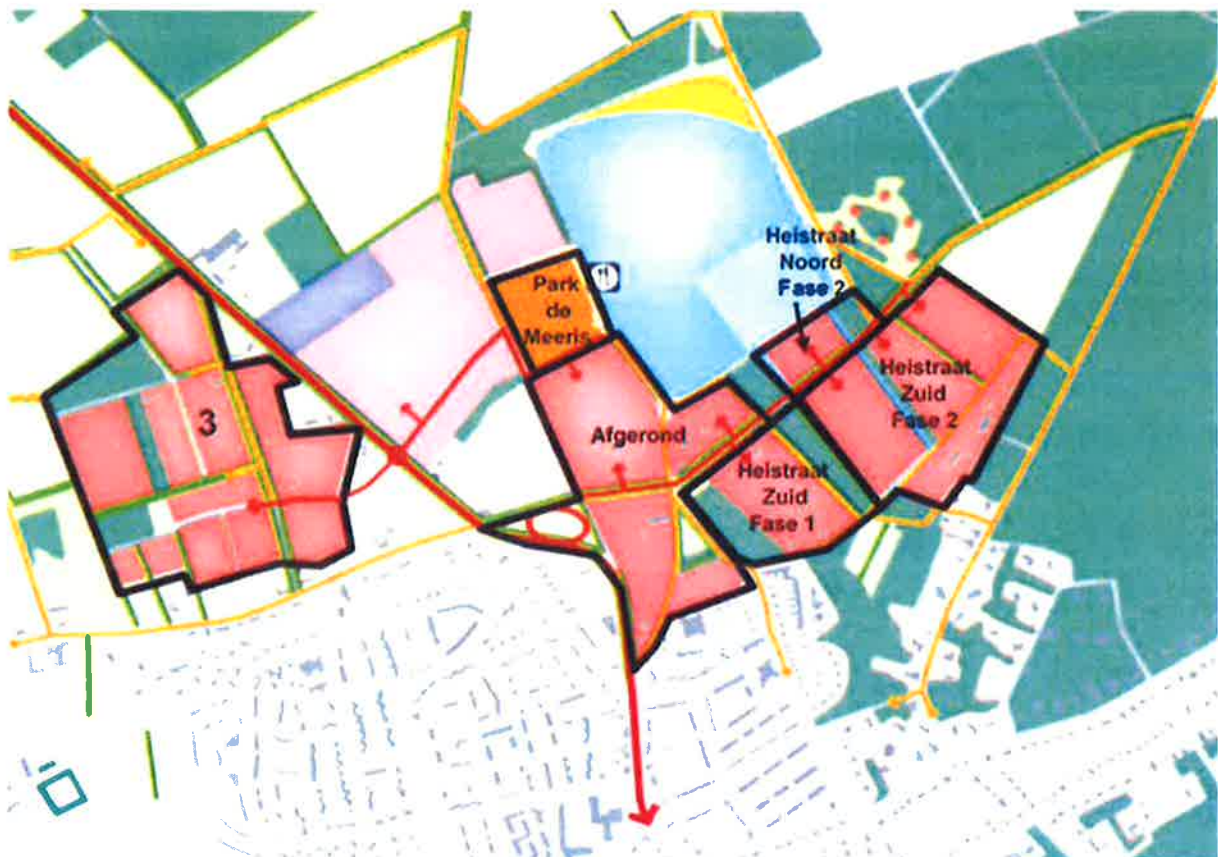 Heistraat
Noord
Fase 2
Park
de
Meeris
Heistraat
Zuid
Fase 2
3
Afgerond
Heistraat
Zuid
Fase 1